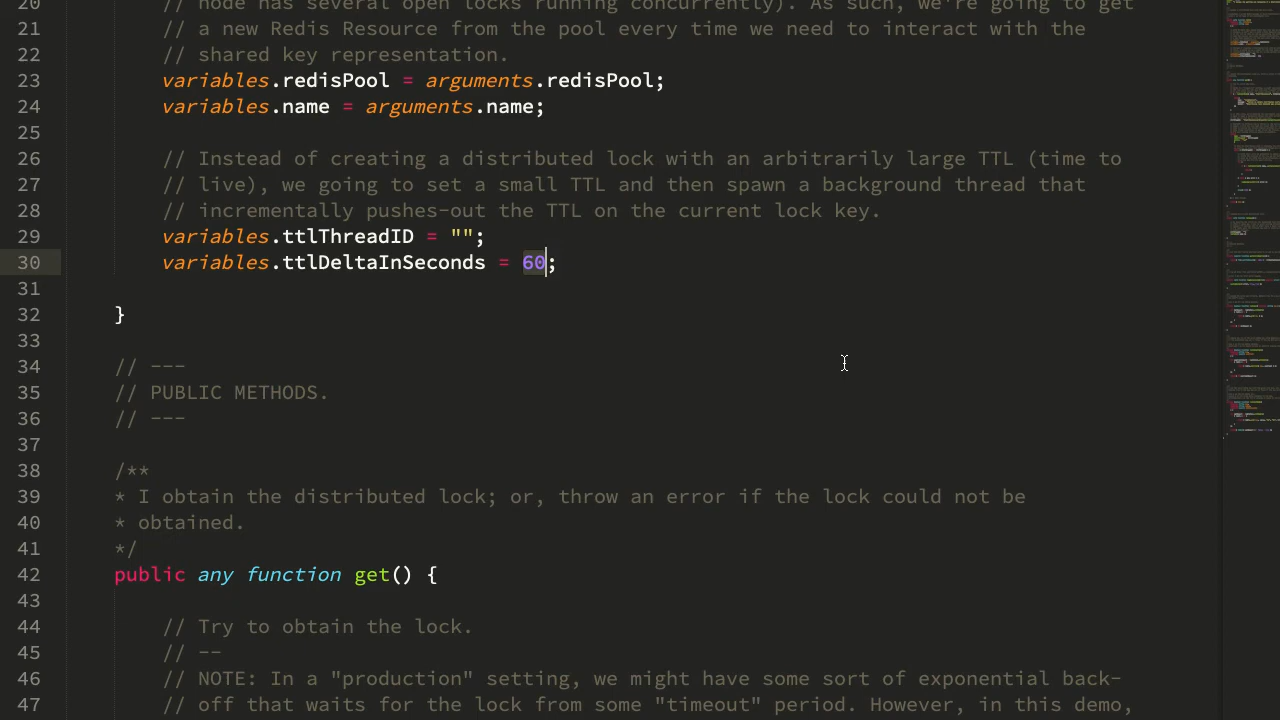 20 // node has several open locks running concurrently). As such, we're going to get
21 // a new Redis Resource from the pool every time we need to interact with the
22 // shared key representation.
23 variables.redisPool = arguments.redisPool;
24 variables.name = arguments.name;
25
26 // Instead of creating a distributed lock with an arbitrarily large TTL (time to
27 // live), we going to set a small TTL and then spawn a background thread that
28 // incrementally pushes-out the TTL on the current lock key.
29 variables.ttlThreadID = "";
30 variables.ttlDeltaInSeconds = 60;
31
32 }
33
34 // ---
35 // PUBLIC METHODS.
36 // ---
37
38 /**
39 * I obtain the distributed lock; or, throw an error if the lock could not be
40 * obtained.
41 */
42 public any function get() {
43
44 // Try to obtain the lock.
45 // --
46 // NOTE: In a "production" setting, we might have some sort of exponential back-
47 // off that waits for the lock from some "timeout" period. However, in this demo,